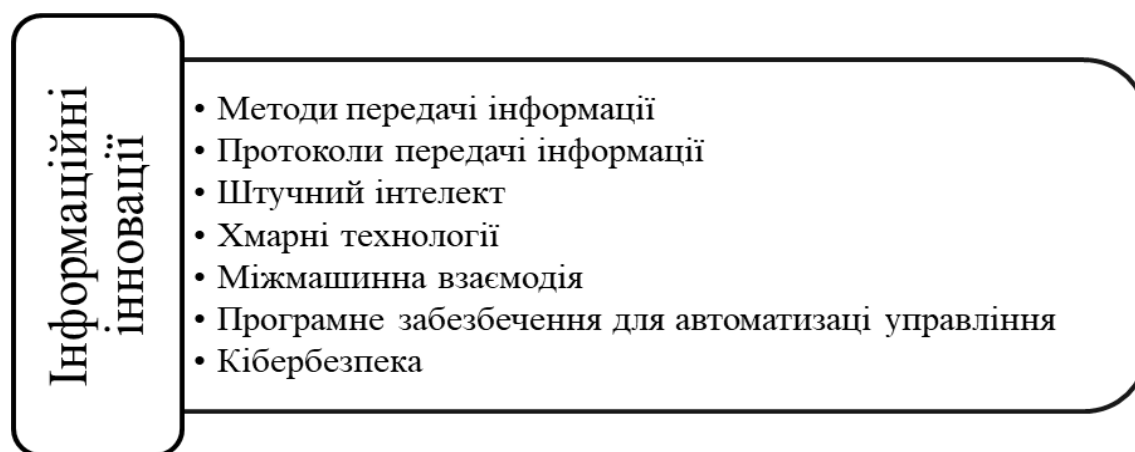 Інформаційні
інновації
• Методи передачі інформації
• Протоколи передачі інформації
• Штучний інтелект
• Хмарні технології
• Міжмашинна взаємодія
• Програмне забезбечення для автоматизаці управління
• Кібербезпека